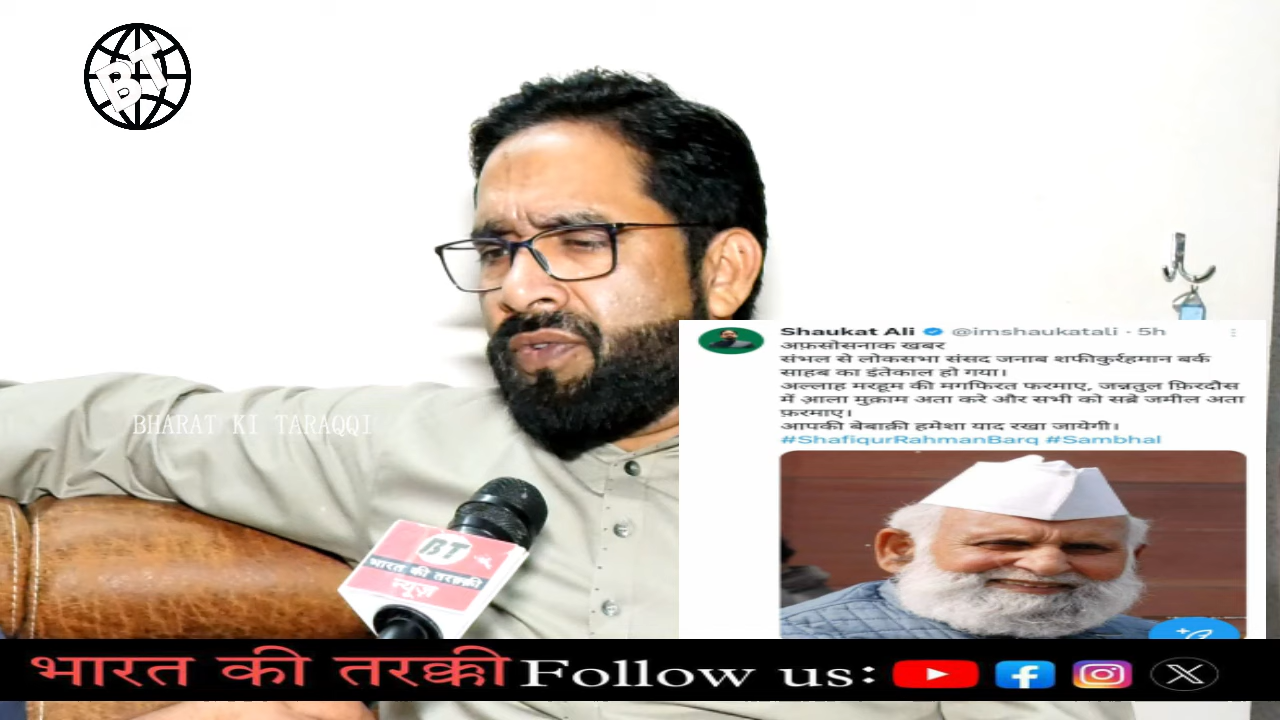 BT
Shaukat Ali @imshaukatali · 5h
अफ़सोसनाक खबर
संभल से लोकसभा संसद जनाब शफीकुर्रहमान बर्क
साहब का इंतेकाल हो गया।
अल्लाह मरहूम की मगफिरत फरमाए, जन्नतुल फ़िरदौस
में आ़ला मुक़ाम अता करे और सभी को सब्रे जमील अता
फ़रमाए।
आपकी बेबाक़ी हमेशा याद रखा जायेगी।
#ShafiqurRahmanBarq #Sambhal
BHARAT KI TARAQQI
BT
भारत की तरक़्क़ी
न्यूज़
भारत की तरक्की Follow us: